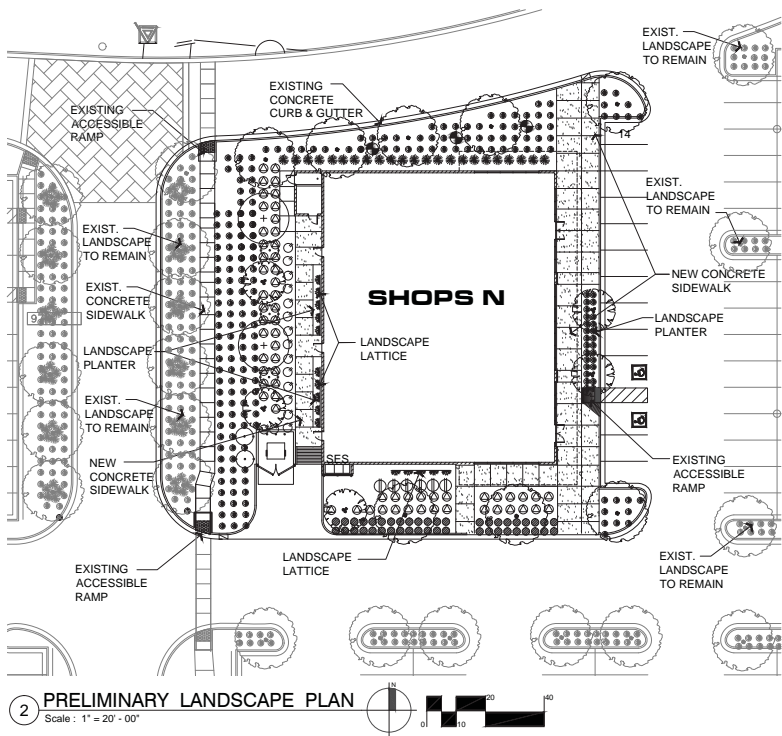 EXIST.
LANDSCAPE
TO REMAIN
EXISTING
CONCRETE
CURB & GUTTER
EXISTING
ACCESSIBLE
RAMP
14
EXIST.
LANDSCAPE
TO REMAIN
EXIST.
LANDSCAPE
TO REMAIN
NEW CONCRETE
SIDEWALK
EXIST.
CONCRETE
SIDEWALK
SHOPS N
9
LANDSCAPE
PLANTER
LANDSCAPE
PLANTER
LANDSCAPE
LATTICE
EXIST.
LANDSCAPE
TO REMAIN
NEW
CONCRETE
SIDEWALK
SES
EXISTING
ACCESSIBLE
RAMP
LANDSCAPE
LATTICE
EXISTING
ACCESSIBLE
RAMP
EXIST.
LANDSCAPE
TO REMAIN
2
PRELIMINARY LANDSCAPE PLAN
Scale : 1" = 20' - 00"
N
0 10 20 40